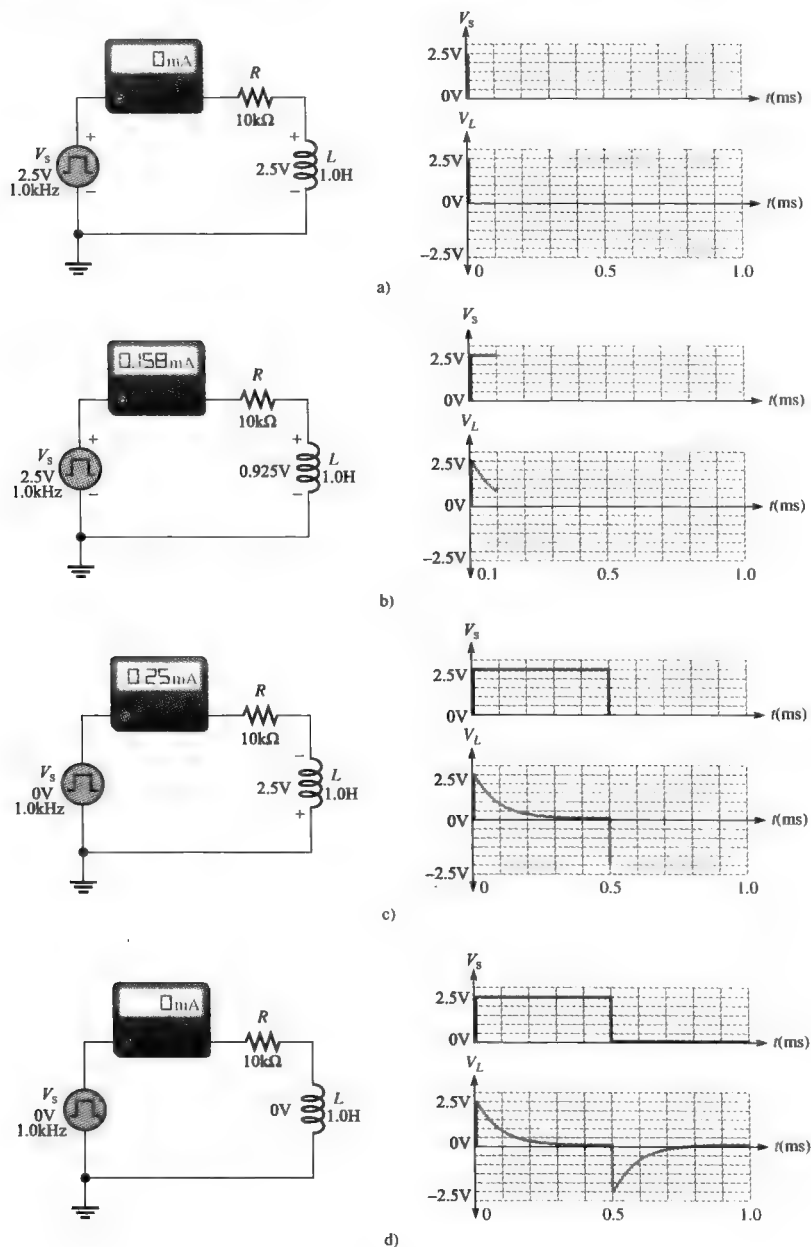 0mA
R
10kΩ
V_S
2.5V
1.0kHz
+
−
+
2.5V
−
L
1.0H
V_S
2.5V
0V
t(ms)
V_L
2.5V
0V
t(ms)
−2.5V
0 0.5 1.0
a)
0.158mA
R
10kΩ
V_S
2.5V
1.0kHz
+
−
+
0.925V
−
L
1.0H
V_S
2.5V
0V
t(ms)
V_L
2.5V
0V
t(ms)
−2.5V
0.1 0.5 1.0
b)
0.25mA
R
10kΩ
V_S
0V
1.0kHz
−
2.5V
+
L
1.0H
V_S
2.5V
0V
t(ms)
V_L
2.5V
0V
t(ms)
−2.5V
0 0.5 1.0
c)
0mA
R
10kΩ
V_S
0V
1.0kHz
0V
L
1.0H
V_S
2.5V
0V
t(ms)
V_L
2.5V
0V
t(ms)
−2.5V
0 0.5 1.0
d)